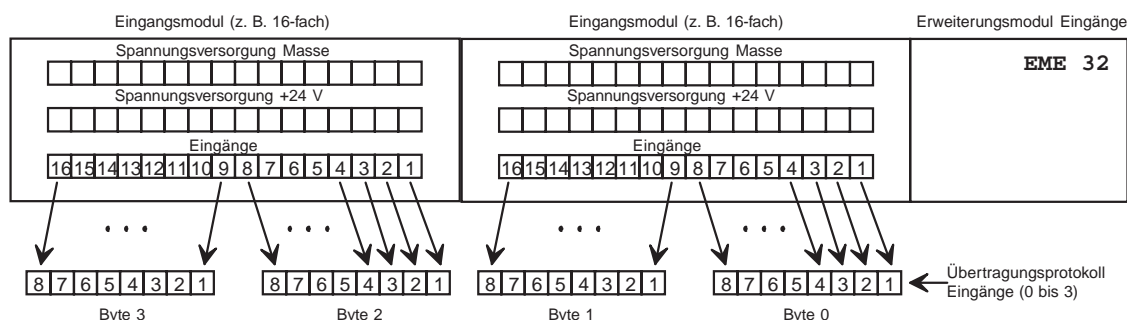 Eingangsmodul (z. B. 16-fach) Eingangsmodul (z. B. 16-fach) Erweiterungsmodul Eingänge
Spannungsversorgung Masse Spannungsversorgung Masse
EME 32
Spannungsversorgung +24 V Spannungsversorgung +24 V
Eingänge Eingänge
16 15 14 13 12 11 10 9 8 7 6 5 4 3 2 1 16 15 14 13 12 11 10 9 8 7 6 5 4 3 2 1
8 7 6 5 4 3 2 1 8 7 6 5 4 3 2 1 8 7 6 5 4 3 2 1 8 7 6 5 4 3 2 1
Übertragungsprotokoll
Eingänge (0 bis 3)
Byte 3 Byte 2 Byte 1 Byte 0